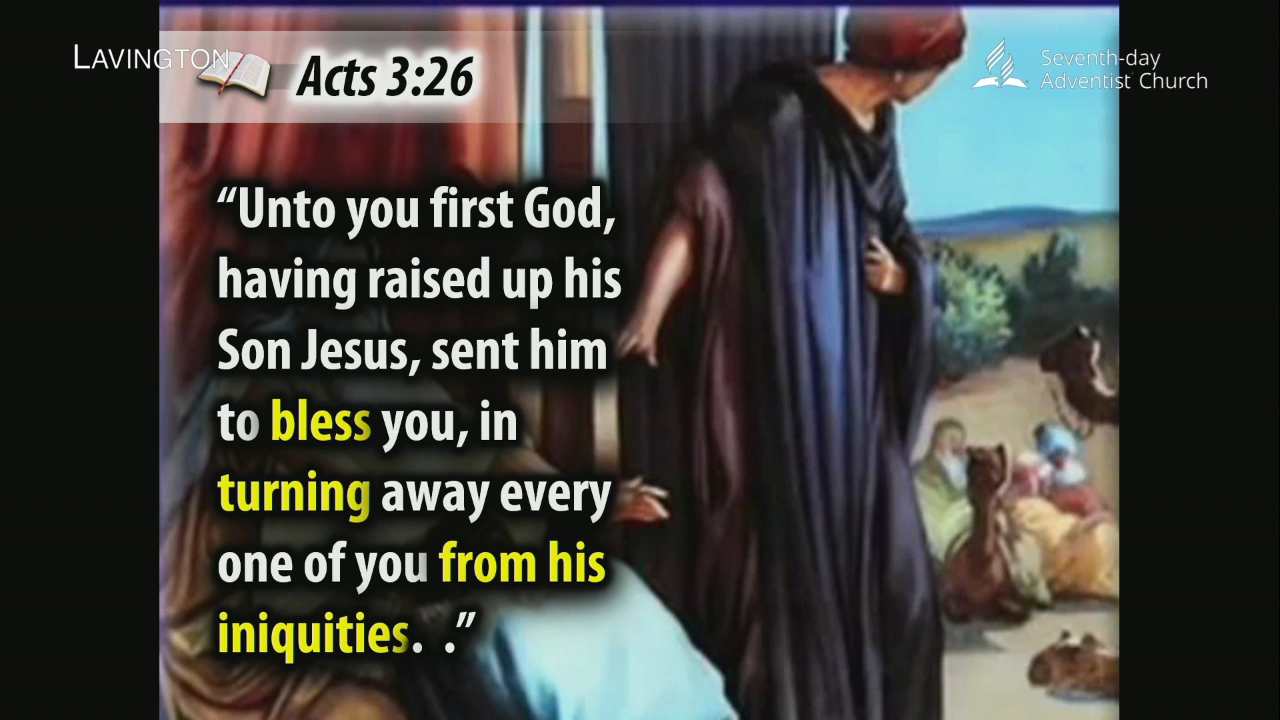 LAVINGTON
Acts 3:26
Seventh-day
Adventist Church
“Unto you first God,
having raised up his
Son Jesus, sent him
to bless you, in
turning away every
one of you from his
iniquities. .”